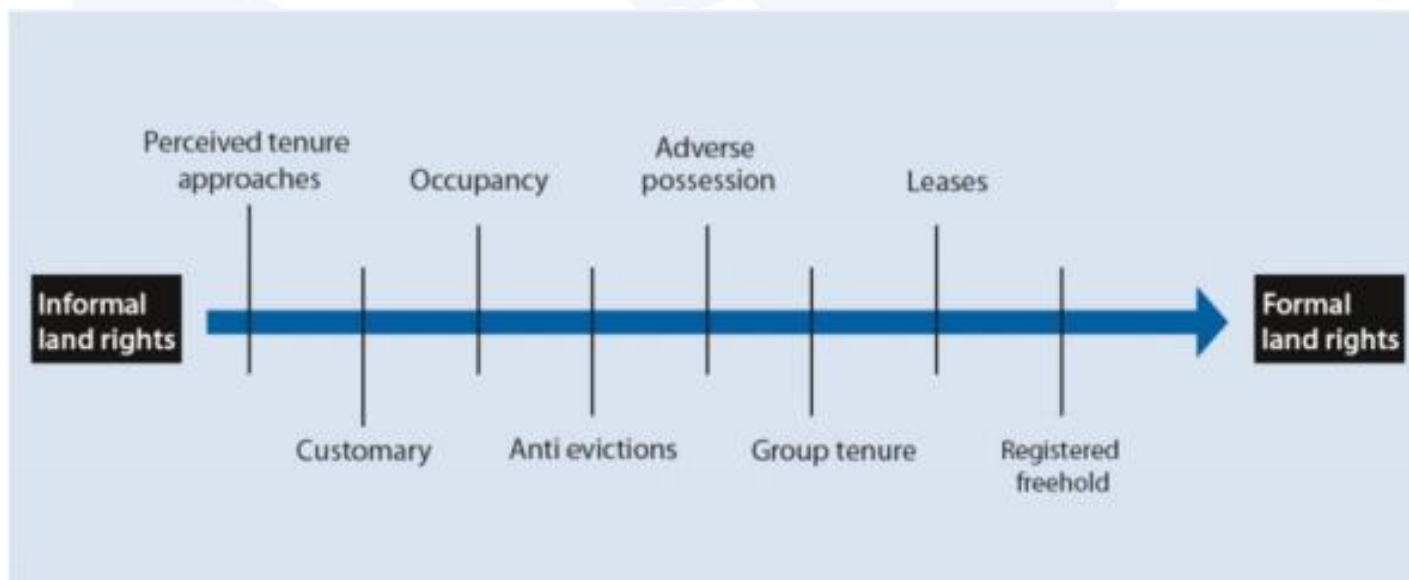 Perceived tenure
approaches
Occupancy
Adverse
possession
Leases
Informal
land rights
Formal
land rights
Customary
Anti evictions
Group tenure
Registered
freehold